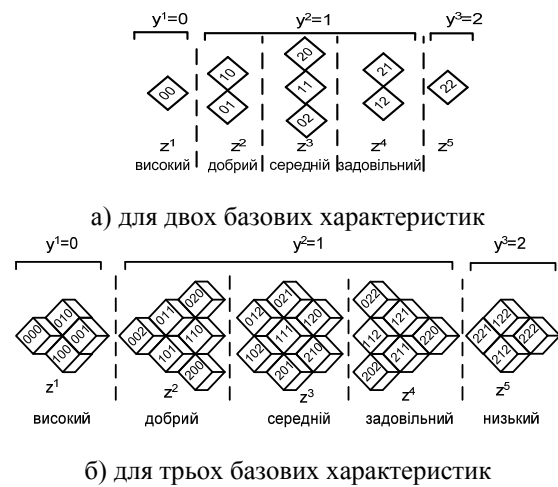 y¹=0 y²=1 y³=2
20
10 21
00 11 22
01 12
02
z¹ z² z³ z⁴ z⁵
високий добрий середній задовільний
а) для двох базових характеристик
y¹=0 y²=1 y³=2
020 021 022
010 011 012 120 121 122
000 001 002 110 111 112 220 221 222
100 101 102 210 211 212
200 201 202
z¹ z² z³ z⁴ z⁵
високий добрий середній задовільний низький
б) для трьох базових характеристик